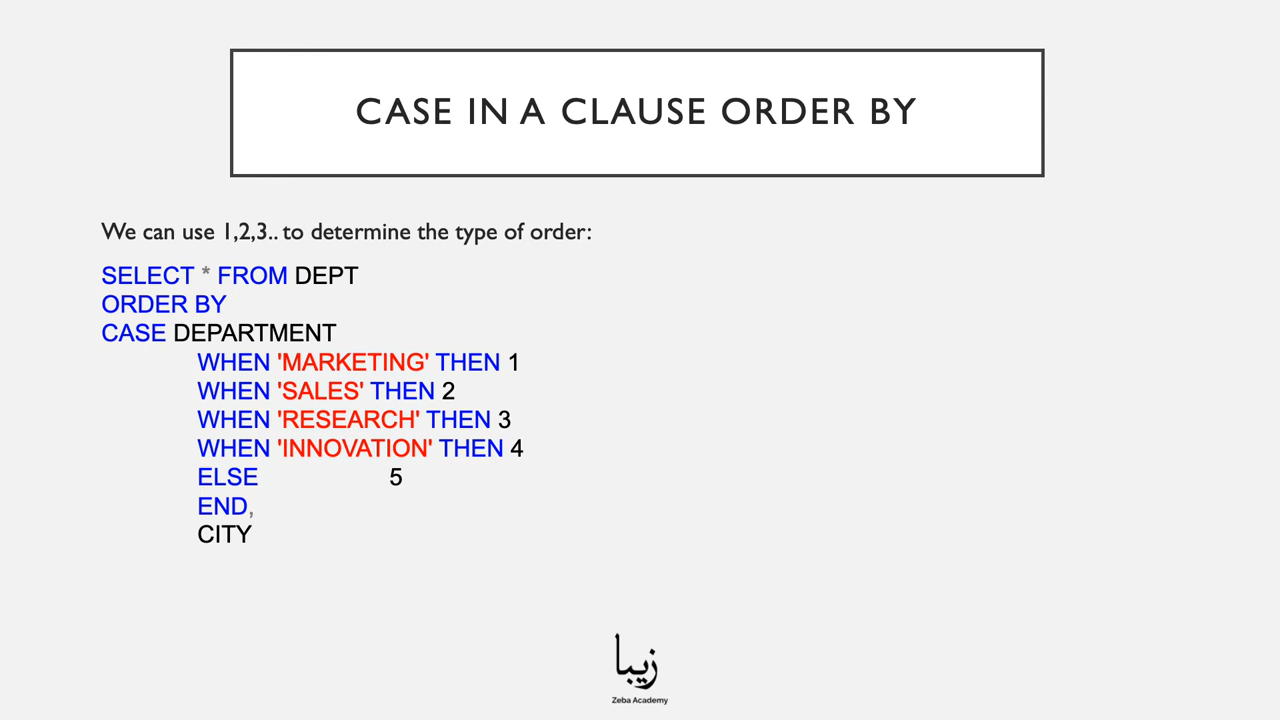 CASE IN A CLAUSE ORDER BY
We can use 1,2,3.. to determine the type of order:
SELECT * FROM DEPT
ORDER BY
CASE DEPARTMENT
WHEN 'MARKETING' THEN 1
WHEN 'SALES' THEN 2
WHEN 'RESEARCH' THEN 3
WHEN 'INNOVATION' THEN 4
ELSE 5
END,
CITY
زيبا
Zeba Academy